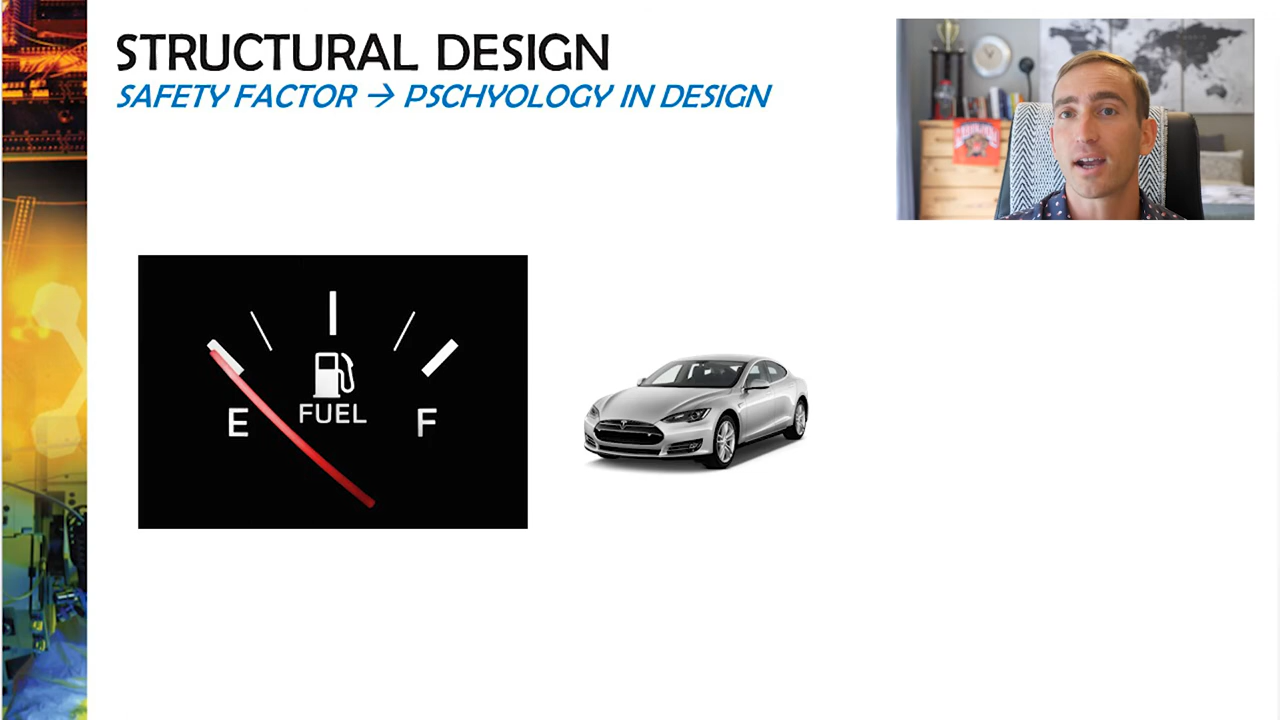 STRUCTURAL DESIGN
SAFETY FACTOR → PSCHYOLOGY IN DESIGN
FUEL
E
F